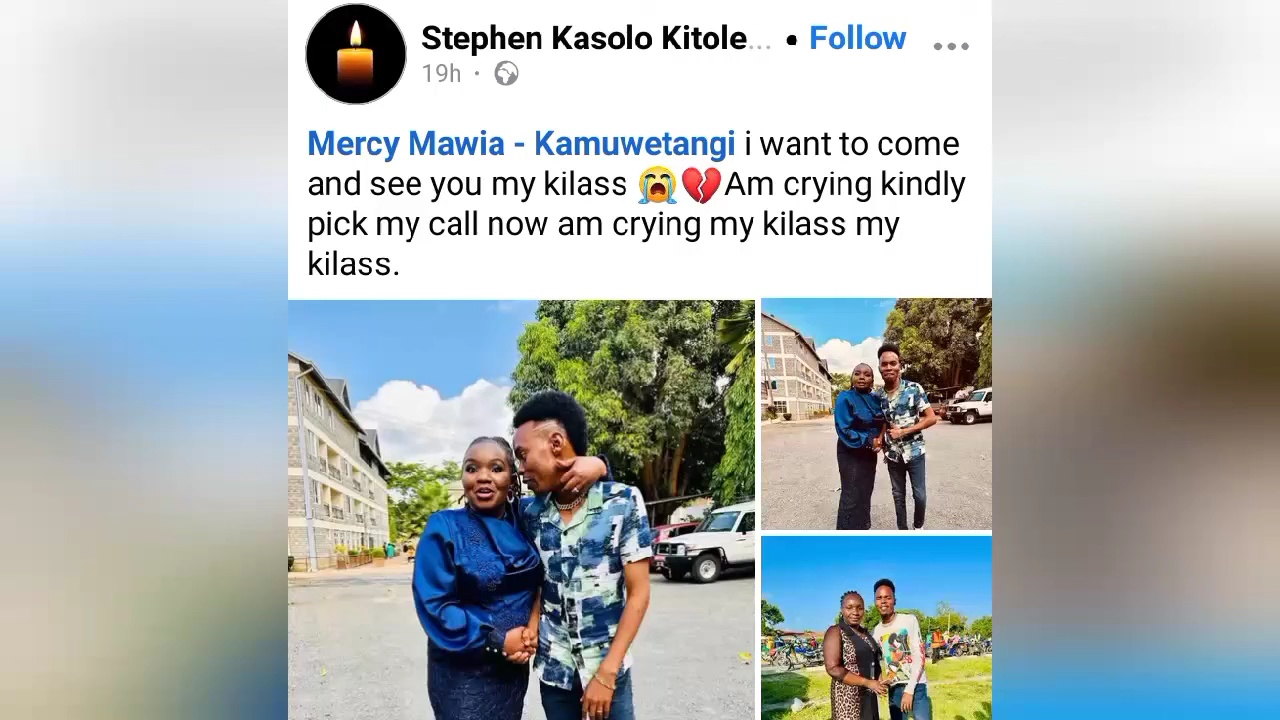 Stephen Kasolo Kitole... • Follow
19h ·
Mercy Mawia - Kamuwetangi i want to come
and see you my kilass 😭💔Am crying kindly
pick my call now am crying my kilass my
kilass.